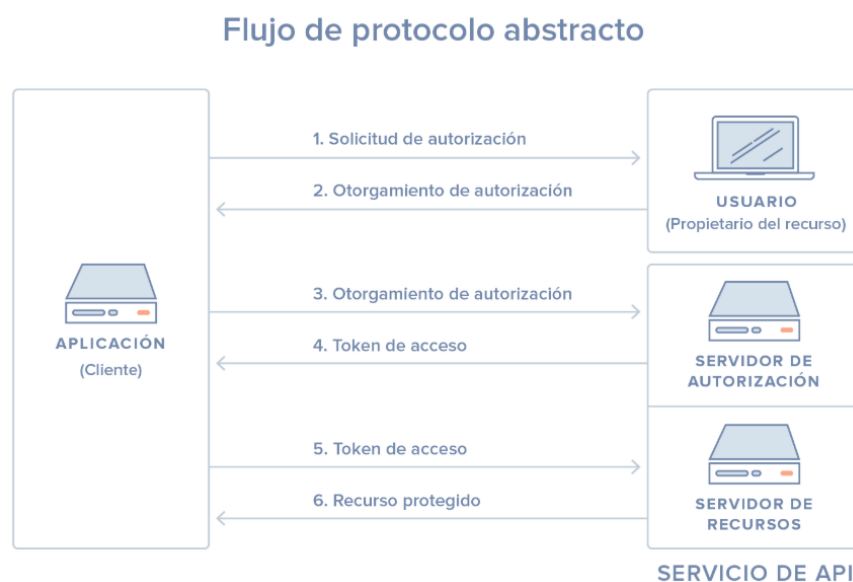 Flujo de protocolo abstracto
1. Solicitud de autorización
2. Otorgamiento de autorización
USUARIO
(Propietario del recurso)
3. Otorgamiento de autorización
4. Token de acceso
APLICACIÓN
(Cliente)
SERVIDOR DE
AUTORIZACIÓN
5. Token de acceso
6. Recurso protegido
SERVIDOR DE
RECURSOS
SERVICIO DE API